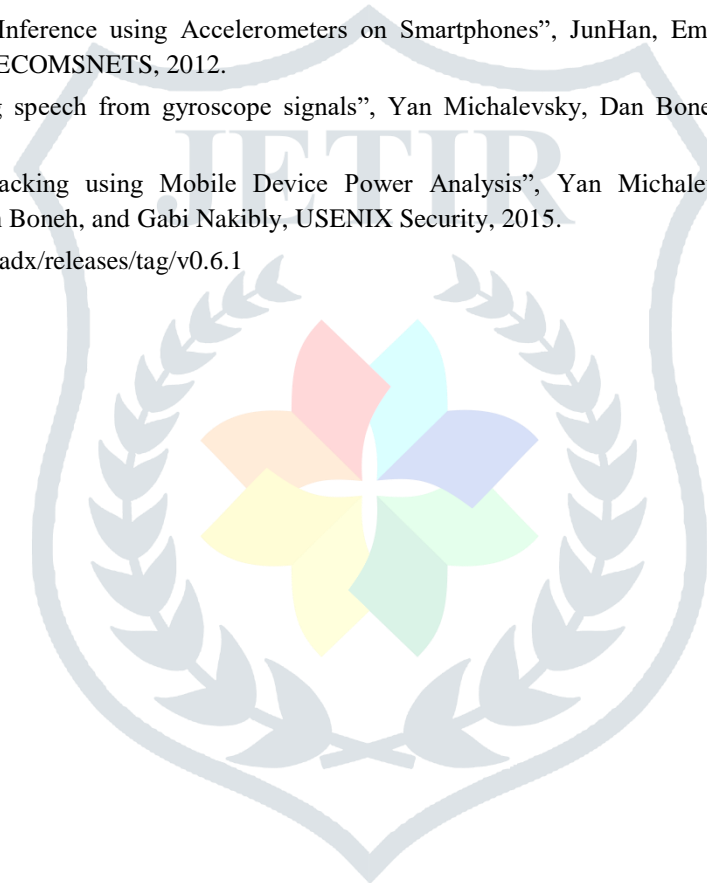 Inference using Accelerometers on Smartphones”, JunHan, Em
ECOMSNETS, 2012.
g speech from gyroscope signals”, Yan Michalevsky, Dan Bone
JETIR
acking using Mobile Device Power Analysis”, Yan Michalev
n Boneh, and Gabi Nakibly, USENIX Security, 2015.
adx/releases/tag/v0.6.1